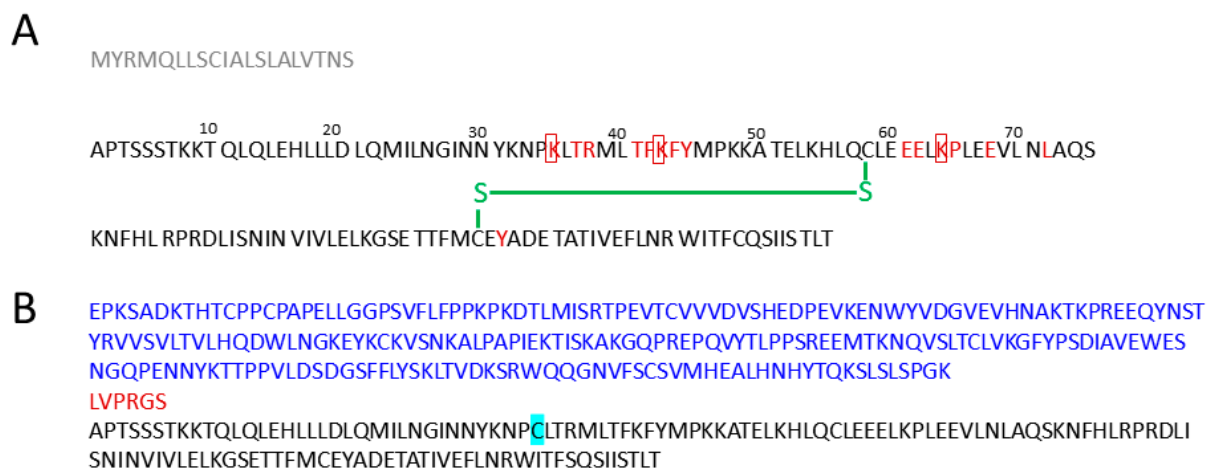 A
MYRMQLLSCIALSLALVTNS
10 20 30 40 50 60 70
APTSSSTKKT QLQLEHLLLD LQMILNGINN YKNPKLTRML TFKFYMPKKA TELKHLQCLE EELKPLEEVL NLAQS
S S
KNFHL RPRDLISNIN VIVLELKGSE TTFMCEYADE TATIVEFLNR WITFCQSIIS TLT
B
EPKSADKTHTCPPCPAPELLGGPSVFLFPPKPKDTLMISRTPEVTCVVVDVSHEDPEVKENWYVDGVEVHNAKTKPREEQYNST
YRVVSVLTVLHQDWLNGKEYKCKVSNKALPAPIEKTISKAKGQPREPQVYTLPPSREEMTKNQVSLTCLVKGFYPSDIAVEWES
NGQPENNYKTTPPVLDSDGSFFLYSKLTVDKSRWQQGNVFSCSVMHEALHNHYTQKSLSLSPGK
LVPRGS
APTSSSTKKTQLQLEHLLLDLQMILNGINNYKNPCLTRMLTFKFYMPKKATELKHLQCLEEELKPLEEVLNLAQSKNFHLRPRDLI
SNINVIVLELKGSETTFMCEYADETATIVEFLNRWITFSQSIISTLT